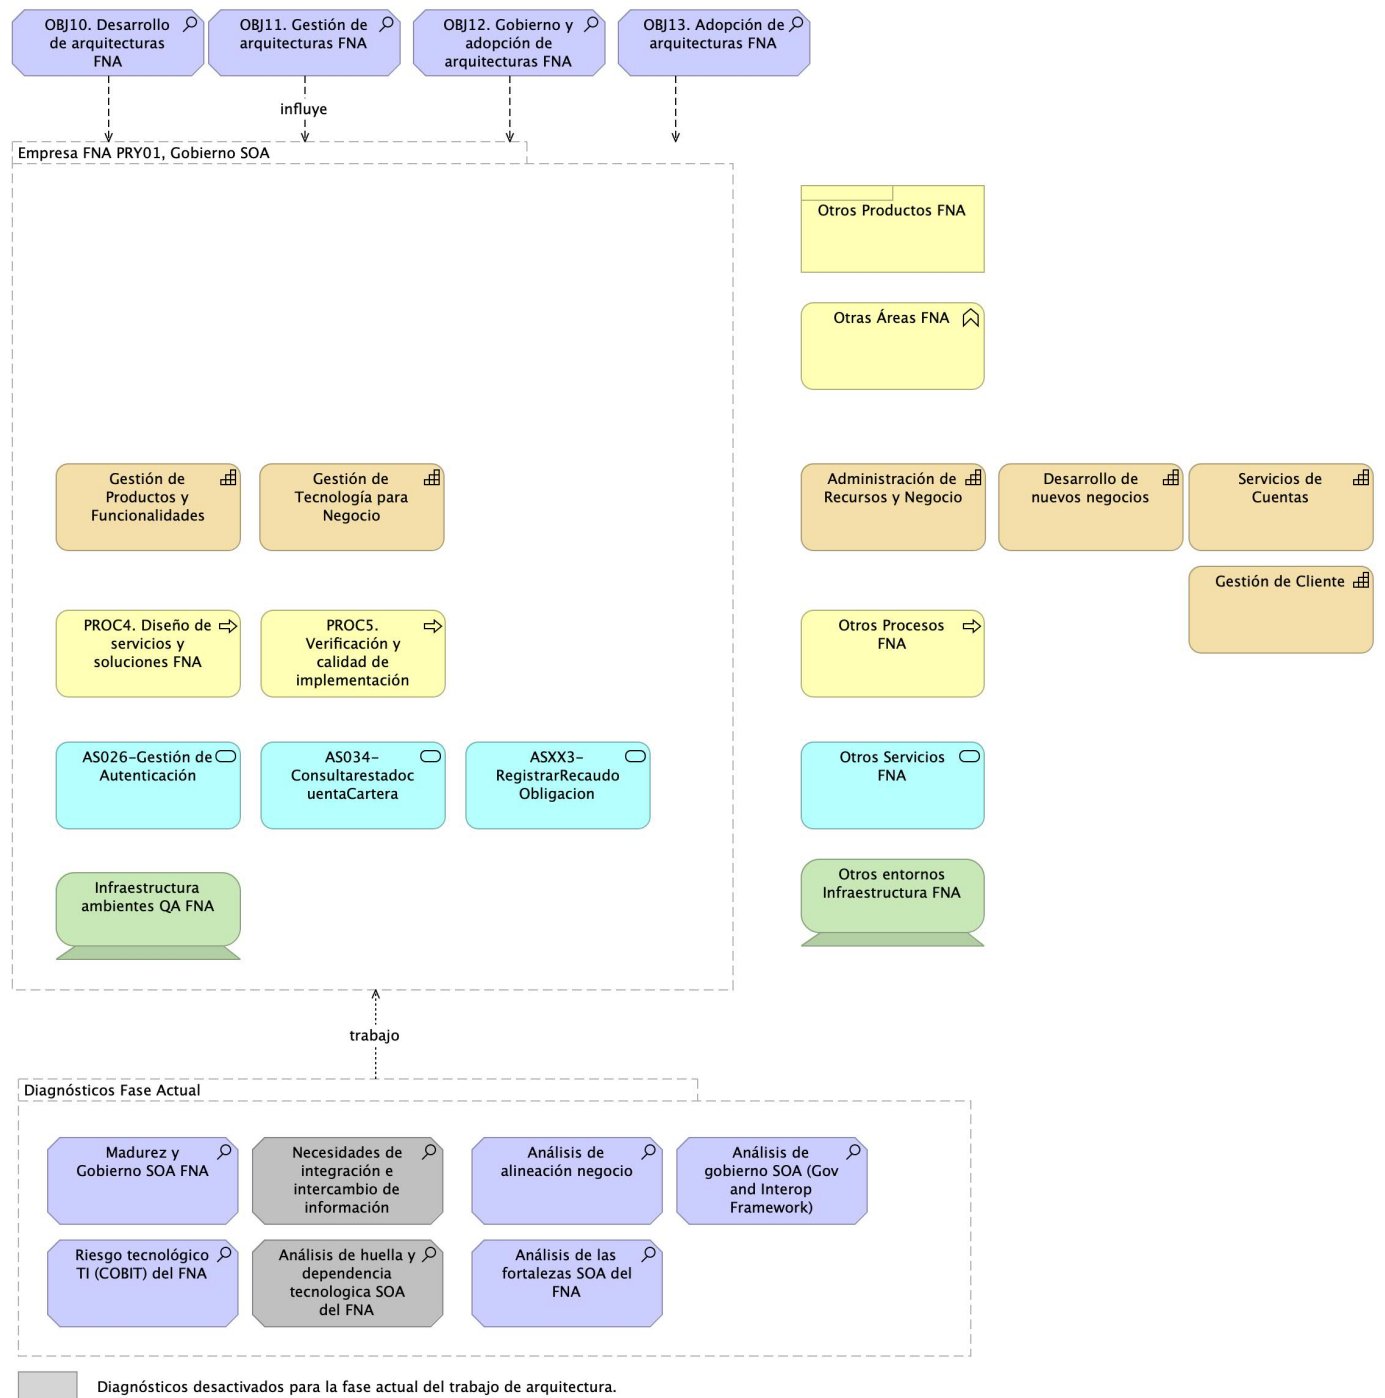 OBJ10. Desarrollo
de arquitecturas
FNA
OBJ11. Gestión de
arquitecturas FNA
OBJ12. Gobierno y
adopción de
arquitecturas FNA
OBJ13. Adopción de
arquitecturas FNA
influye
Empresa FNA PRY01, Gobierno SOA
Otros Productos FNA
Otras Áreas FNA
Gestión de
Productos y
Funcionalidades
Gestión de
Tecnología para
Negocio
Administración de
Recursos y Negocio
Desarrollo de
nuevos negocios
Servicios de
Cuentas
Gestión de Cliente
PROC4. Diseño de
servicios y
soluciones FNA
PROC5.
Verificación y
calidad de
implementación
Otros Procesos
FNA
AS026-Gestión de
Autenticación
AS034-
Consultarestadoc
uentaCartera
ASXX3-
RegistrarRecaudo
Obligacion
Otros Servicios
FNA
Infraestructura
ambientes QA FNA
Otros entornos
Infraestructura FNA
trabajo
Diagnósticos Fase Actual
Madurez y
Gobierno SOA FNA
Necesidades de
integración e
intercambio de
información
Análisis de
alineación negocio
Análisis de
gobierno SOA (Gov
and Interop
Framework)
Riesgo tecnológico
TI (COBIT) del FNA
Análisis de huella y
dependencia
tecnologica SOA
del FNA
Análisis de las
fortalezas SOA del
FNA
Diagnósticos desactivados para la fase actual del trabajo de arquitectura.